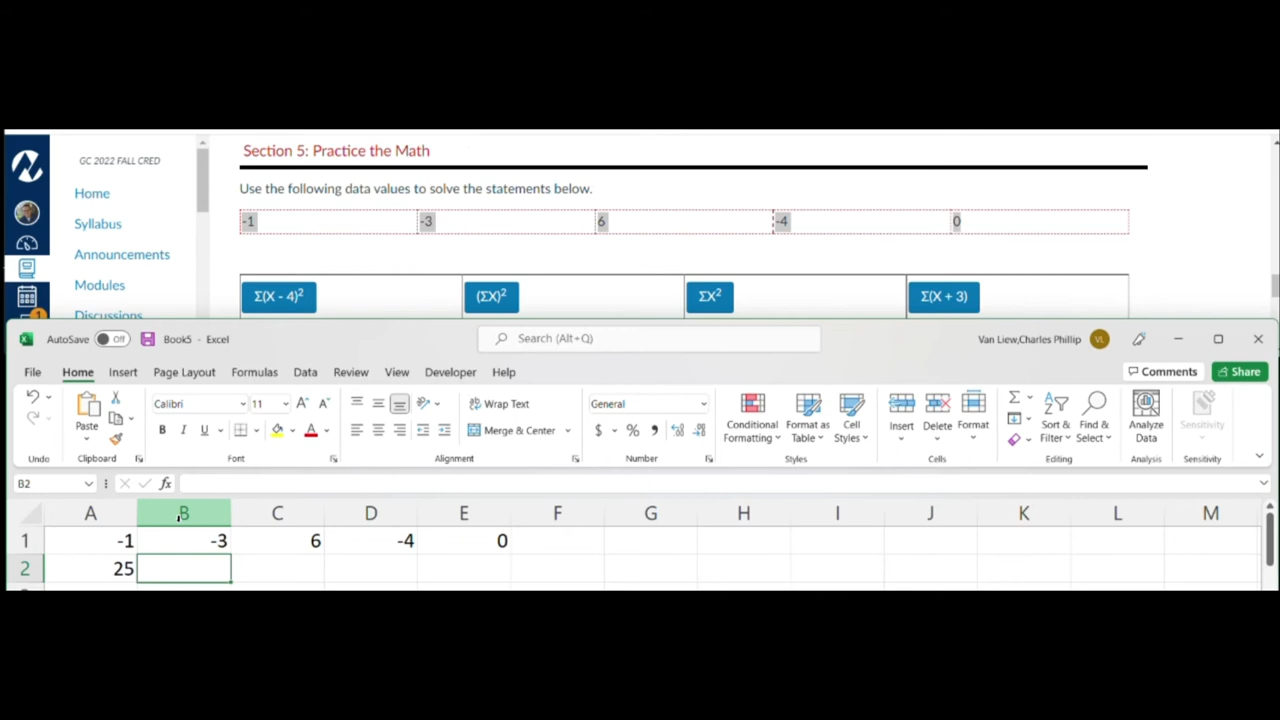 Section 5: Practice the Math
GC 2022 FALL CRED
Use the following data values to solve the statements below.
Home
-1 -3 6 -4 0
Syllabus
Announcements
Modules
Σ(X - 4)² (ΣX)² ΣX² Σ(X + 3)
Discussions
AutoSave Off Book5 - Excel Search (Alt+Q) Van Liew,Charles Phillip VL
File Home Insert Page Layout Formulas Data Review View Developer Help Comments Share
Calibri 11 A^ A˅ Wrap Text General
Paste B I U A Merge & Center $ % , Conditional Formatting Format as Table Cell Styles Insert Delete Format Σ Sort & Filter Find & Select Analyze Data Sensitivity
Undo Clipboard Font Alignment Number Styles Cells Editing Analysis Sensitivity
B2 fx
A B C D E F G H I J K L M
1 -1 -3 6 -4 0
2 25